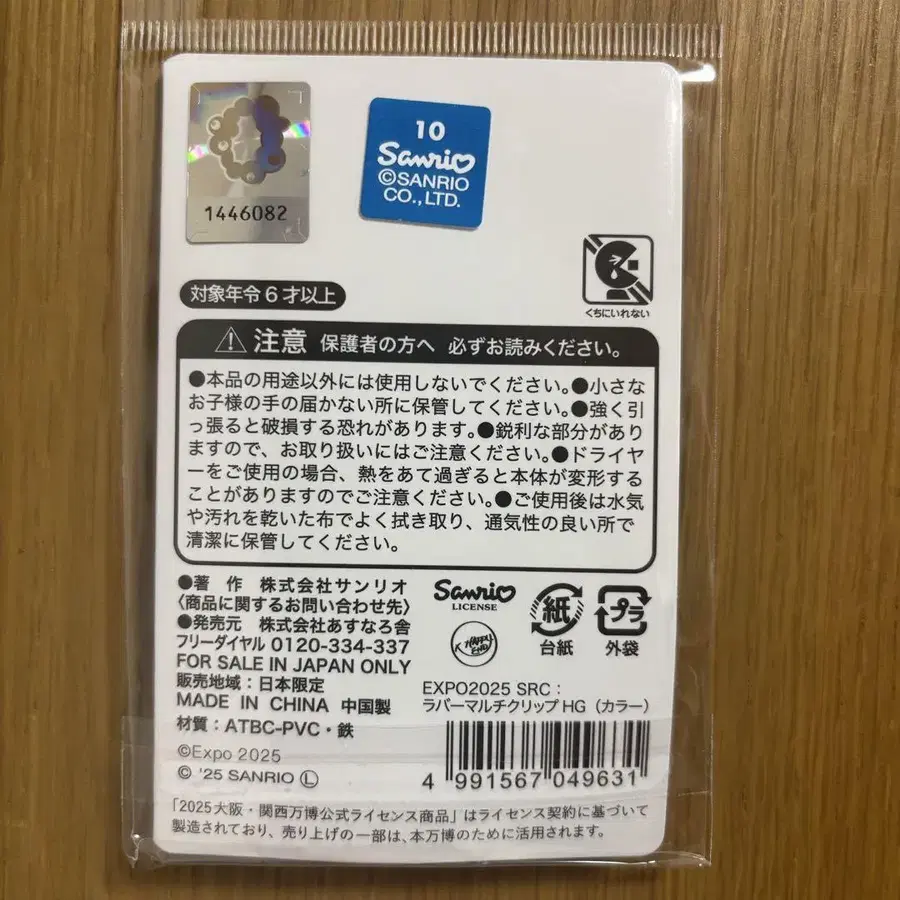 1446082
10
Sanrio
©SANRIO
CO.,LTD.
くちにいれない
対象年令6才以上
注意 保護者の方へ 必ずお読みください。
●本品の用途以外には使用しないでください。●小さな
お子様の手の届かない所に保管してください。●強く引
っ張ると破損する恐れがあります。●鋭利な部分があり
ますので、お取り扱いにはご注意ください。●ドライヤ
ーをご使用の場合、熱をあて過ぎると本体が変形する
ことがありますのでご注意ください。●ご使用後は水気
や汚れを乾いた布でよく拭き取り、通気性の良い所で
清潔に保管してください。
●著 作 株式会社サンリオ
〈商品に関するお問い合わせ先〉
●発売元 株式会社あすなろ舎
フリーダイヤル 0120-334-337
FOR SALE IN JAPAN ONLY
販売地域：日本限定
MADE IN CHINA 中国製
材質：ATBC-PVC・鉄
©Expo 2025
© '25 SANRIO Ⓛ
Sanrio
LICENSE
HAPPY
END
紙
台紙
プラ
外袋
EXPO2025 SRC：
ラバーマルチクリップ HG（カラー）
4 991567 049631
「2025大阪・関西万博公式ライセンス商品」はライセンス契約に基づいて
製造されており、売り上げの一部は、本万博のために活用されます。